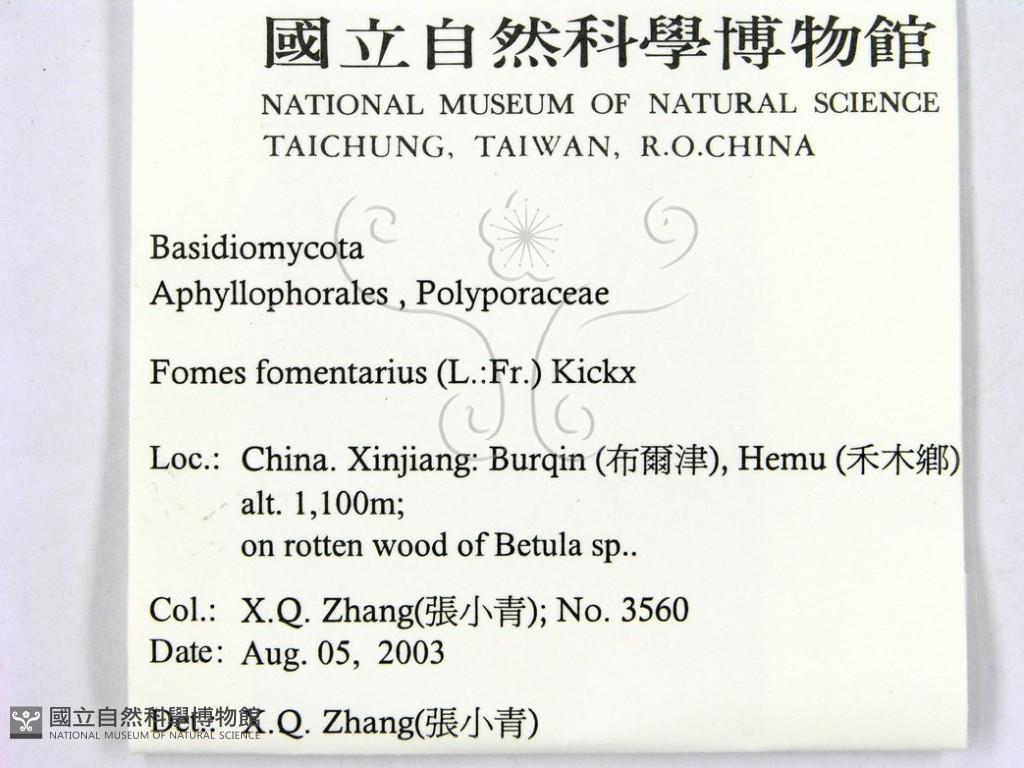 國立自然科學博物館
NATIONAL MUSEUM OF NATURAL SCIENCE
TAICHUNG, TAIWAN, R.O.CHINA
Basidiomycota
Aphyllophorales , Polyporaceae
Fomes fomentarius (L.:Fr.) Kickx
Loc.: China. Xinjiang: Burqin (布爾津), Hemu (禾木鄉)
alt. 1,100m;
on rotten wood of Betula sp..
Col.: X.Q. Zhang(張小青); No. 3560
Date: Aug. 05, 2003
Det.: X.Q. Zhang(張小青)
國立自然科學博物館
NATIONAL MUSEUM OF NATURAL SCIENCE